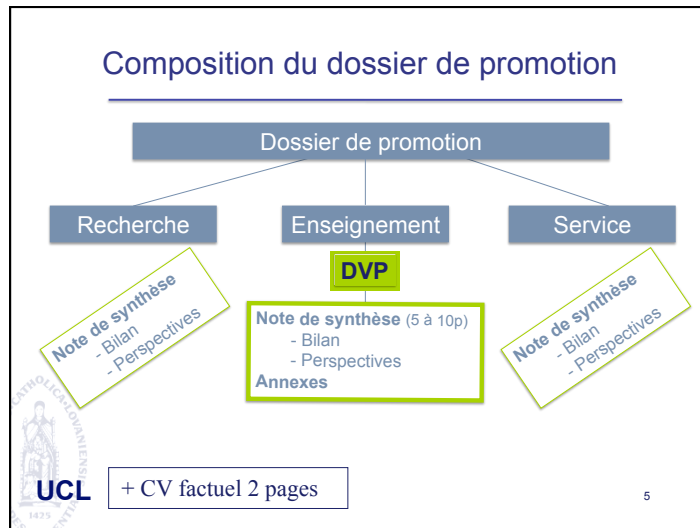 Composition du dossier de promotion
Dossier de promotion
Recherche
Enseignement
Service
DVP
Note de synthèse
- Bilan
- Perspectives
Note de synthèse (5 à 10p)
- Bilan
- Perspectives
Annexes
Note de synthèse
- Bilan
- Perspectives
UCL
+ CV factuel 2 pages
5
1425